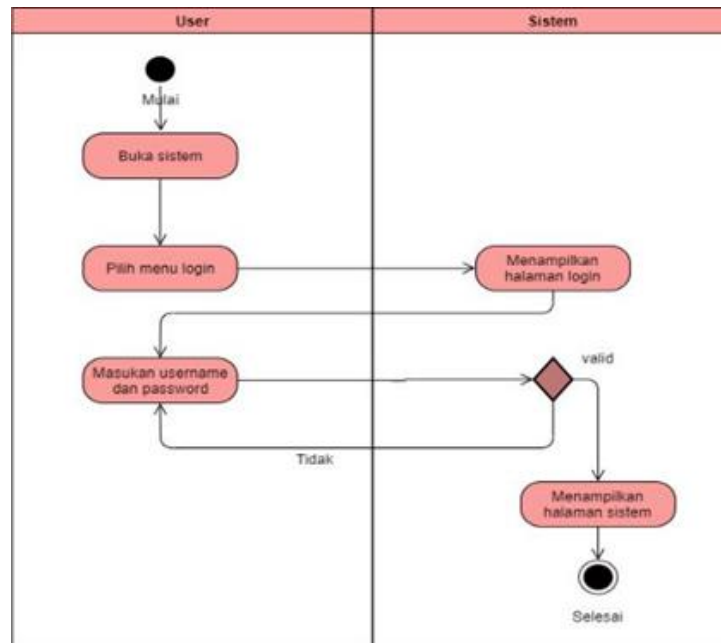 User
Sistem
Mulai
Buka sistem
Pilih menu login
Menampilkan
halaman login
Masukan username
dan password
valid
Tidak
Menampilkan
halaman sistem
Selesai